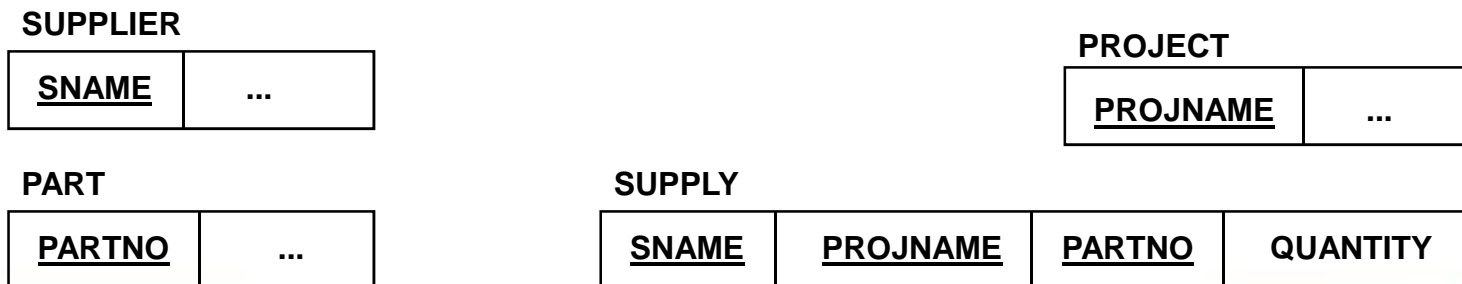 SUPPLIER
SNAME ...
PROJECT
PROJNAME ...
PART
PARTNO ...
SUPPLY
SNAME PROJNAME PARTNO QUANTITY